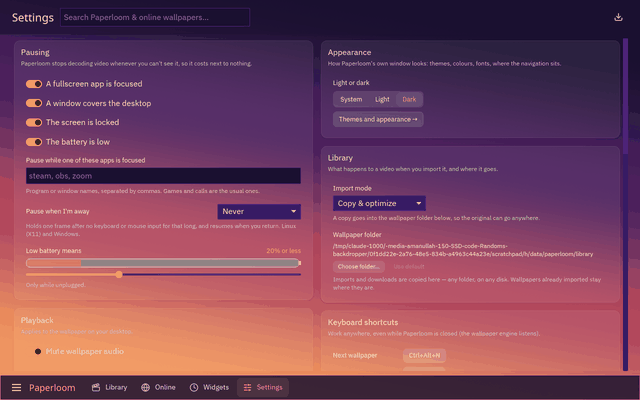 Settings
Search Paperloom & online wallpapers...
Pausing
Paperloom stops decoding video whenever you can't see it, so it costs next to nothing.
A fullscreen app is focused
A window covers the desktop
The screen is locked
The battery is low
Pause while one of these apps is focused
steam, obs, zoom
Program or window names, separated by commas. Games and calls are the usual ones.
Pause when I'm away
Never
Holds one frame after no keyboard or mouse input for that long, and resumes when you return. Linux
(X11) and Windows.
Low battery means
20% or less
Only while unplugged.
Playback
Mute wallpaper audio
Appearance
How Paperloom's own window looks: themes, colours, fonts, where the navigation sits.
Light or dark
System
Light
Dark
Themes and appearance →
Library
What happens to a video when you import it, and where it goes.
Import mode
Copy & optimize
A copy goes into the wallpaper folder below, so the original can go anywhere.
Wallpaper folder
/tmp/claude-1000/-media-amanullah-150-SSD-code-Randoms-
backdropper/0f1dd22e-2a76-48e5-834b-a4963c44a23e/scratchpad/h/data/paperloom/library
Choose folder...
Use default
Imports and downloads are copied here — any folder, on any disk. Wallpapers already imported stay
where they are.
Keyboard shortcuts
Work anywhere, even while Paperloom is closed (the wallpaper engine listens).
Next wallpaper
Ctrl+Alt+N
Paperloom
Library
Online
Widgets
Settings